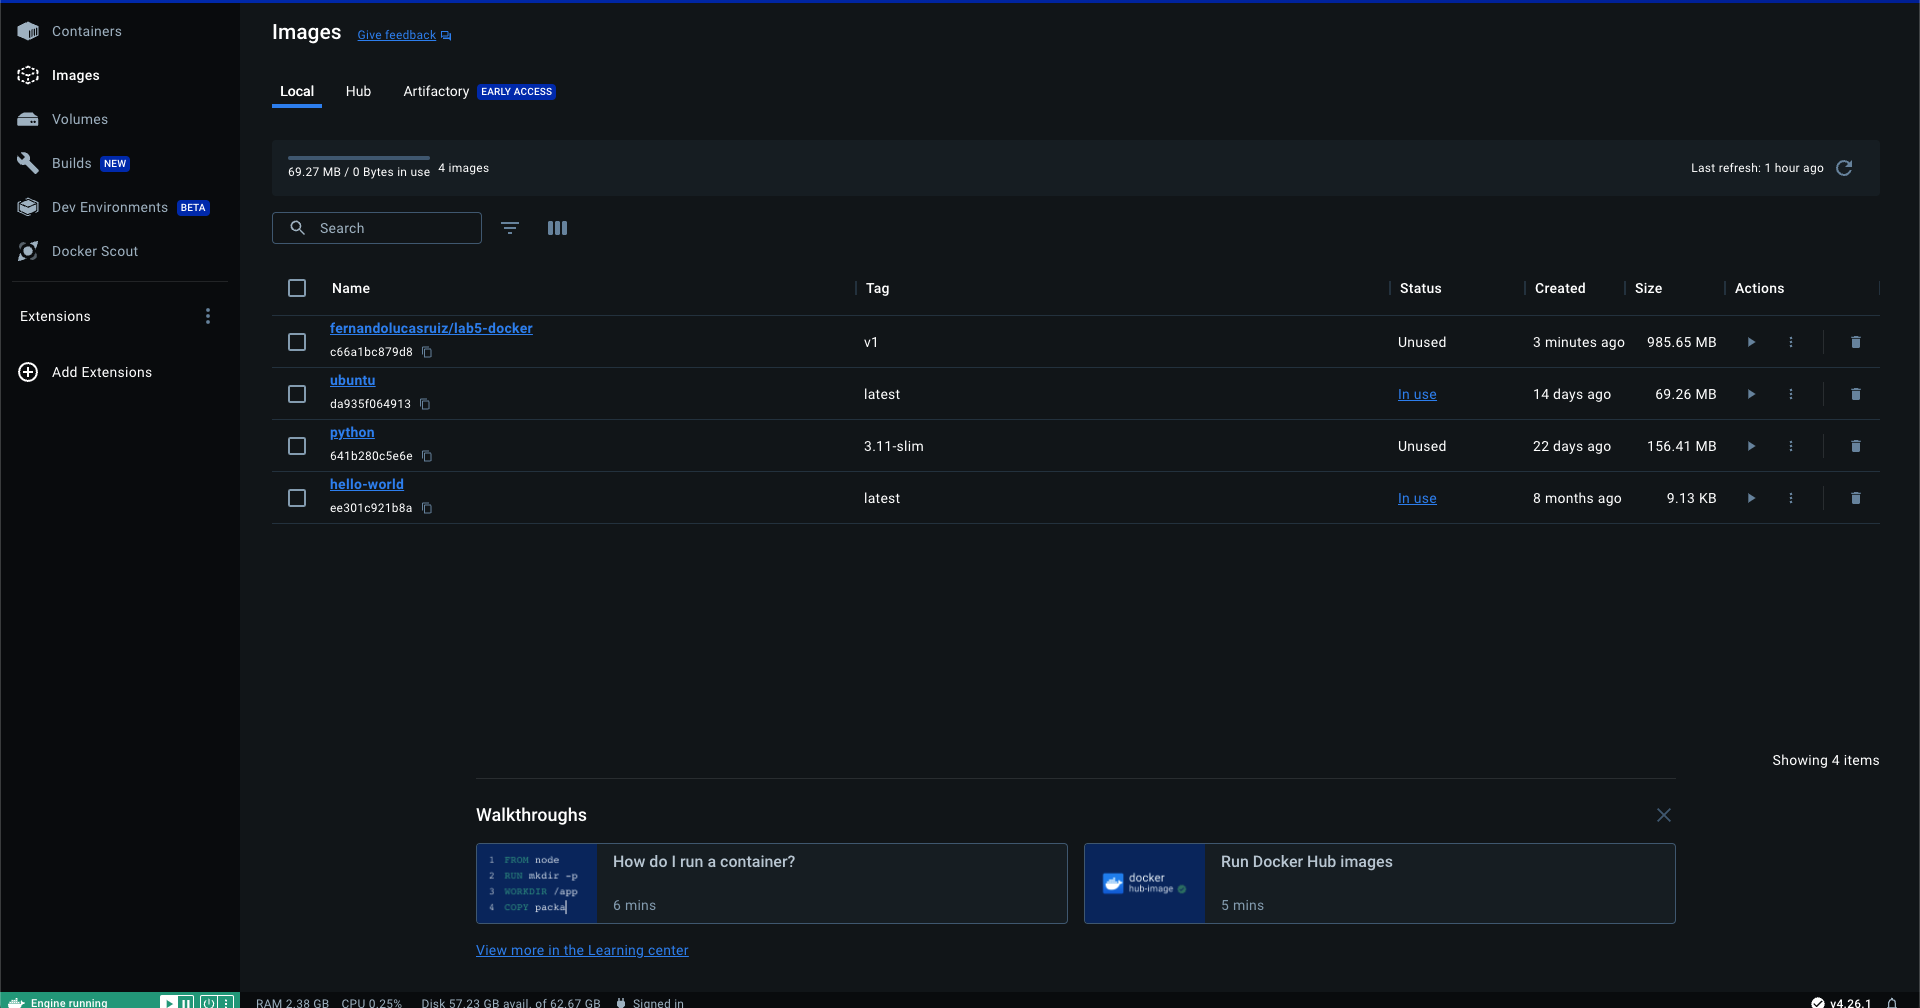 Containers
Images
Volumes
Builds NEW
Dev Environments BETA
Docker Scout
Extensions
Add Extensions
Images Give feedback
Local Hub Artifactory EARLY ACCESS
69.27 MB / 0 Bytes in use 4 images Last refresh: 1 hour ago
Search
Name Tag Status Created Size Actions
fernandolucasruiz/lab5-docker
c66a1bc879d8
v1 Unused 3 minutes ago 985.65 MB
ubuntu
da935f064913
latest In use 14 days ago 69.26 MB
python
641b280c5e6e
3.11-slim Unused 22 days ago 156.41 MB
hello-world
ee301c921b8a
latest In use 8 months ago 9.13 KB
Showing 4 items
Walkthroughs
1 FROM node
2 RUN mkdir -p
3 WORKDIR /app
4 COPY packa
How do I run a container?
6 mins
docker
hub-image
Run Docker Hub images
5 mins
View more in the Learning center
Engine running RAM 2.38 GB CPU 0.25% Disk 57.23 GB avail. of 62.67 GB Signed in v4.26.1